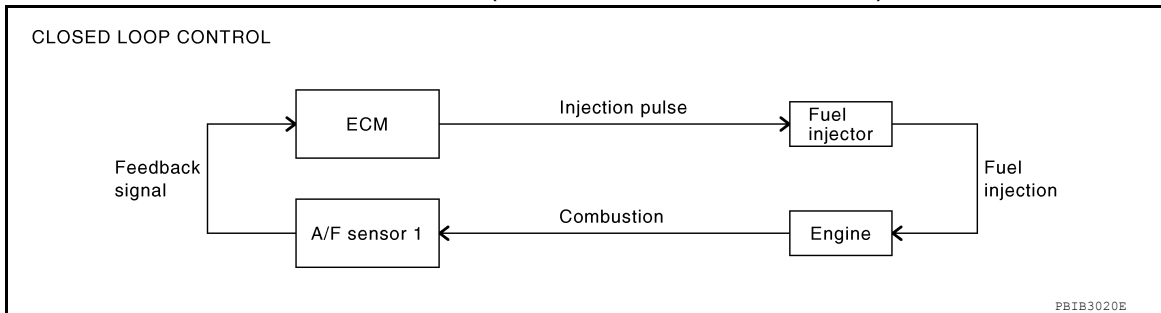 CLOSED LOOP CONTROL
ECM
Injection pulse
Fuel
injector
Feedback
signal
Fuel
injection
A/F sensor 1
Combustion
Engine
PBIB3020E